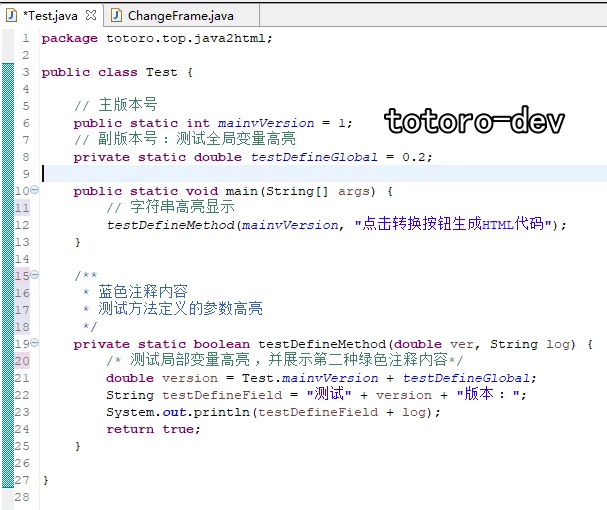 *Test.java ChangeFrame.java
1 package totoro.top.java2html;
2
3 public class Test {
4
5 // 主版本号
6 public static int mainvVersion = 1;
totoro-dev
7 // 副版本号：测试全局变量高亮
8 private static double testDefineGlobal = 0.2;
9
10 public static void main(String[] args) {
11 // 字符串高亮显示
12 testDefineMethod(mainvVersion, "点击转换按钮生成HTML代码");
13 }
14
15 /**
16 * 蓝色注释内容
17 * 测试方法定义的参数高亮
18 */
19 private static boolean testDefineMethod(double ver, String log) {
20 /* 测试局部变量高亮，并展示第二种绿色注释内容*/
21 double version = Test.mainvVersion + testDefineGlobal;
22 String testDefineField = "测试" + version + "版本：";
23 System.out.println(testDefineField + log);
24 return true;
25 }
26
27 }
28